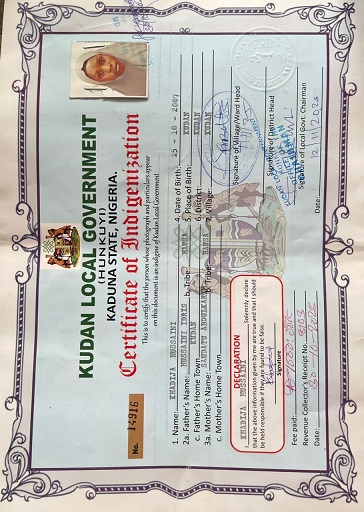 No. 14916
KUDAN LOCAL GOVERNMENT
(HUNKUYI)
KADUNA STATE, NIGERIA.
Certificate of Indigenization
This is to certify that the person whose photograph and particulars appear
on this document is an indigene of Kudan Local Government.
1. Name: KHADIJA HUSSAINI
4. Date of Birth: 15 - 10 - 2007
2a. Father's Name: HUSSAINI IDRIS b. Tribe: HAUSA
5. Place of Birth: KUDAN
c. Father's Home Town: KUDAN
6. District: KUDAN
3a. Mother's Name: SAUDATU ABDULKARIM b. Tribe: HAUSA
7. Village: KUDAN
c. Mother's Home Town
DECLARATION
I KHADIJA HUSSAINI Solemnly declare
that the above information given by me are true and that I should
be held responsible if they are found to be false.
Signature
Signature of Village/Ward Head
Signature of District Head
Fee paid:
Revenue Collector's Receipt No.
Date: 30-10-2025
Signature of Local Govt. Chairman
Date: